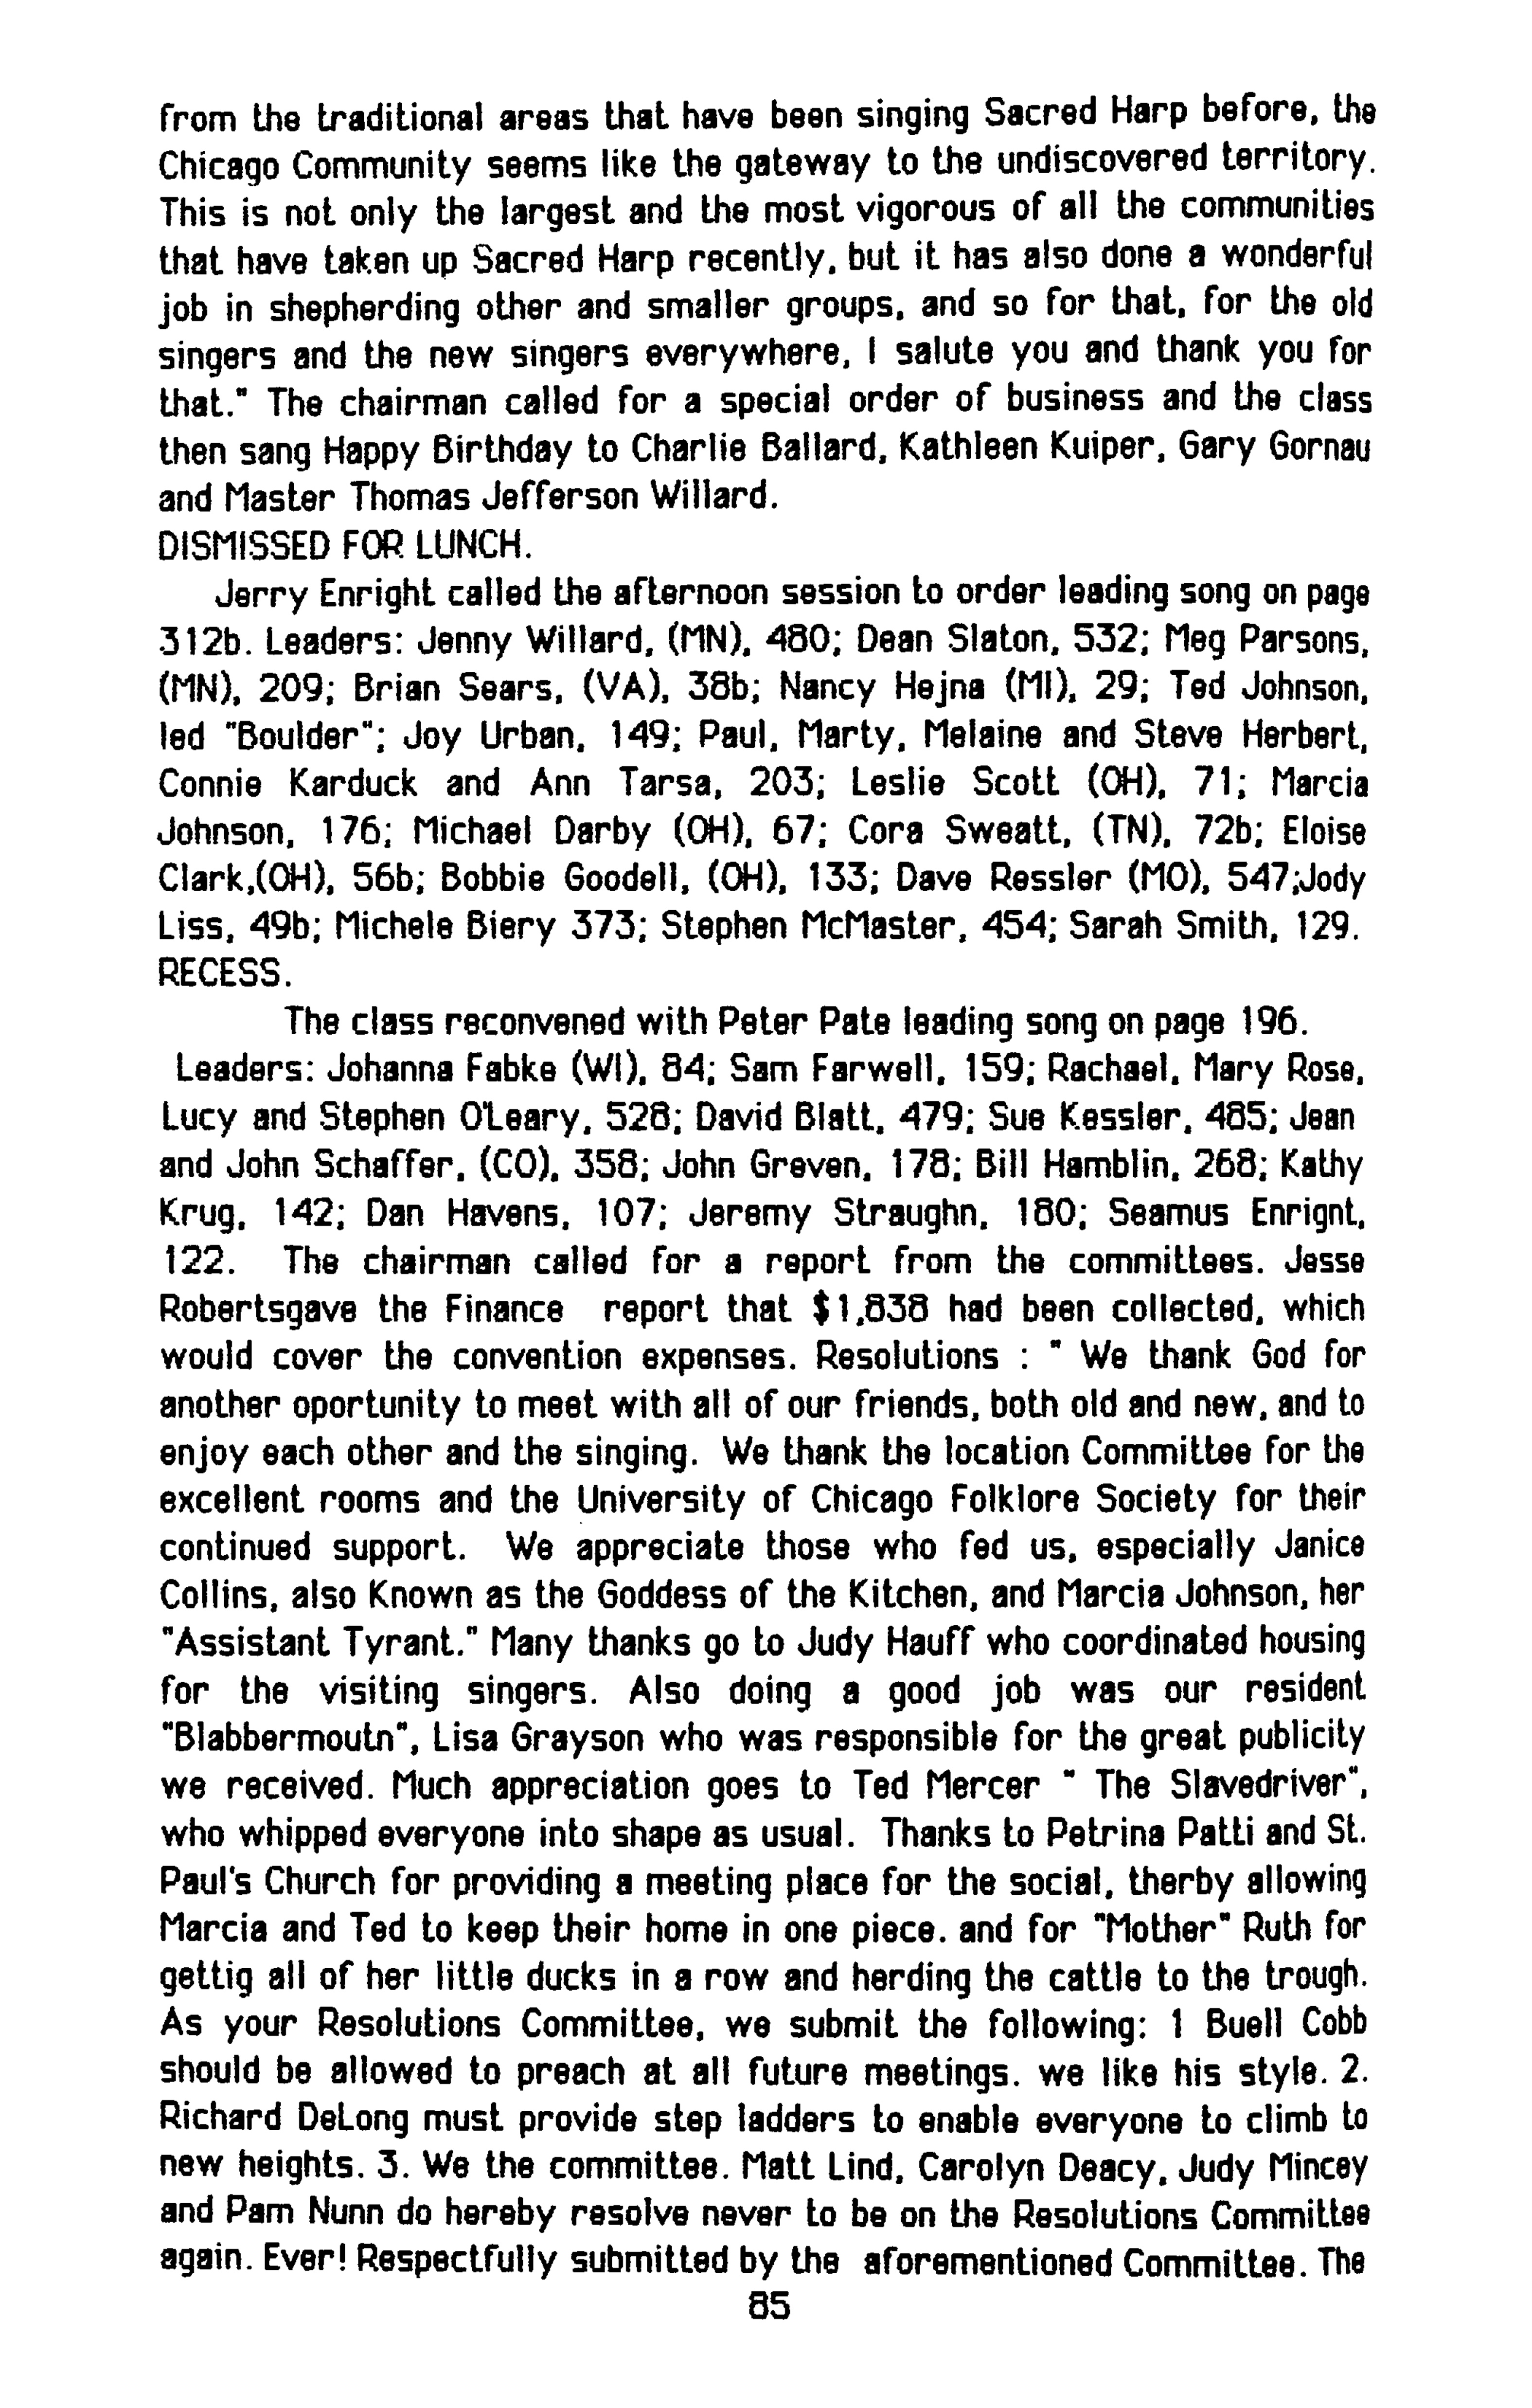 from the traditional areas that have been singing Sacred Harp before, the
Chicago Community seems like the gateway to the undiscovered territory.
This is not only the largest and the most vigorous of all the communities
that have taken up Sacred Harp recently, but it has also done a wonderful
job in shepherding other and smaller groups, and so for that, for the old
singers and the new singers everywhere, I salute you and thank you for
that." The chairman called for a special order of business and the class
then sang Happy Birthday to Charlie Ballard, Kathleen Kuiper, Gary Gornau
and Master Thomas Jefferson Willard.
DISMISSED FOR LUNCH.
Jerry Enright called the afternoon session to order leading song on page
312b. Leaders: Jenny Willard, (MN), 480; Dean Slaton, 532; Meg Parsons,
(MN), 209; Brian Sears, (VA), 38b; Nancy Hejna (MI), 29; Ted Johnson,
led "Boulder"; Joy Urban, 149; Paul, Marty, Melaine and Steve Herbert,
Connie Karduck and Ann Tarsa, 203; Leslie Scott (OH), 71; Marcia
Johnson, 176; Michael Darby (OH), 67; Cora Sweatt, (TN), 72b; Eloise
Clark,(OH), 56b; Bobbie Goodell, (OH), 133; Dave Ressler (MO), 547;Jody
Liss, 49b; Michele Biery 373; Stephen McMaster, 454; Sarah Smith, 129.
RECESS.
The class reconvened with Peter Pate leading song on page 196.
Leaders: Johanna Fabke (WI), 84; Sam Farwell, 159; Rachael, Mary Rose,
Lucy and Stephen O'Leary, 528; David Blatt, 479; Sue Kessler, 485; Jean
and John Schaffer, (CO), 358; John Greven, 178; Bill Hamblin, 268; Kathy
Krug, 142; Dan Havens, 107; Jeremy Straughn, 180; Seamus Enrignt,
122. The chairman called for a report from the committees. Jesse
Robertsgave the Finance report that $1,838 had been collected, which
would cover the convention expenses. Resolutions : " We thank God for
another oportunity to meet with all of our friends, both old and new, and to
enjoy each other and the singing. We thank the location Committee for the
excellent rooms and the University of Chicago Folklore Society for their
continued support. We appreciate those who fed us, especially Janice
Collins, also Known as the Goddess of the Kitchen, and Marcia Johnson, her
"Assistant Tyrant." Many thanks go to Judy Hauff who coordinated housing
for the visiting singers. Also doing a good job was our resident
"Blabbermoutn", Lisa Grayson who was responsible for the great publicity
we received. Much appreciation goes to Ted Mercer " The Slavedriver",
who whipped everyone into shape as usual. Thanks to Petrina Patti and St.
Paul's Church for providing a meeting place for the social, therby allowing
Marcia and Ted to keep their home in one piece. and for "Mother" Ruth for
gettig all of her little ducks in a row and herding the cattle to the trough.
As your Resolutions Committee, we submit the following: 1 Buell Cobb
should be allowed to preach at all future meetings. we like his style. 2.
Richard DeLong must provide step ladders to enable everyone to climb to
new heights. 3. We the committee. Matt Lind, Carolyn Deacy, Judy Mincey
and Pam Nunn do hereby resolve never to be on the Resolutions Committee
again. Ever! Respectfully submitted by the aforementioned Committee. The
85